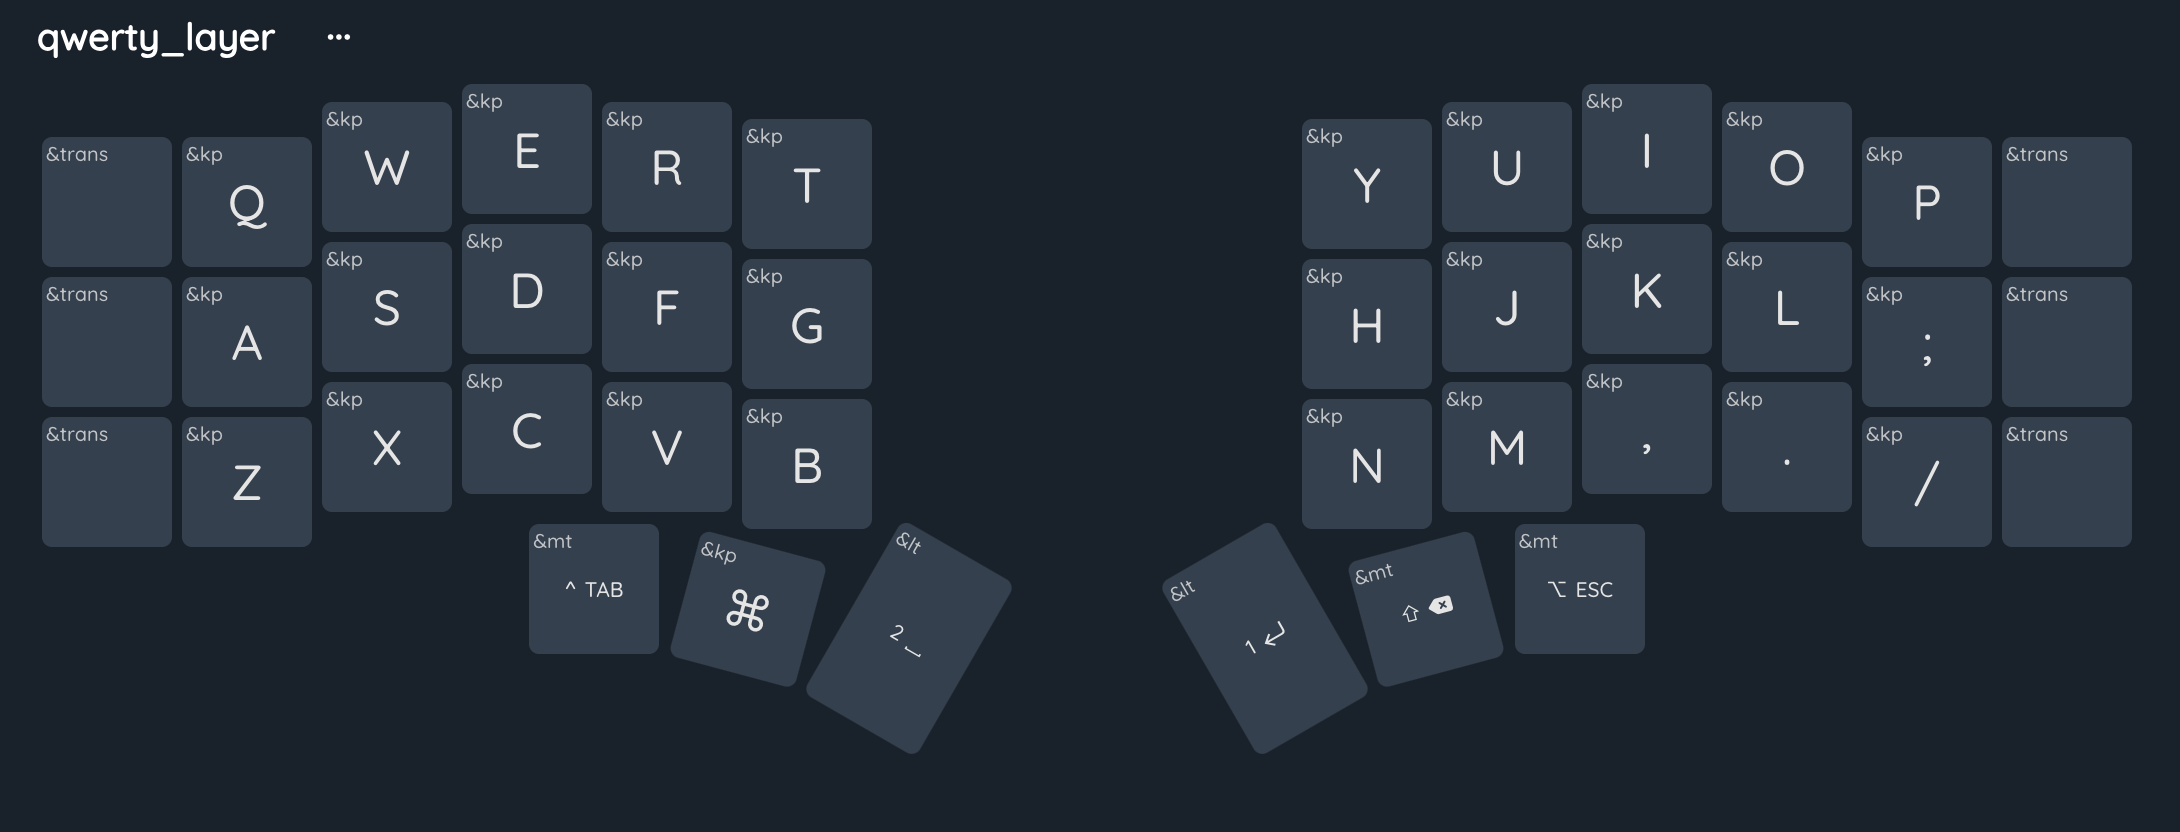 qwerty_layer ...
&trans &kp Q &kp W &kp E &kp R &kp T &kp Y &kp U &kp I &kp O &kp P &trans
&trans &kp A &kp S &kp D &kp F &kp G &kp H &kp J &kp K &kp L &kp ; &trans
&trans &kp Z &kp X &kp C &kp V &kp B &kp N &kp M &kp , &kp . &kp / &trans
&mt ^ TAB &kp ⌘ &lt 2 ⎵ &lt 1 ↵ &mt ⇧ ⌫ &mt ⌥ ESC